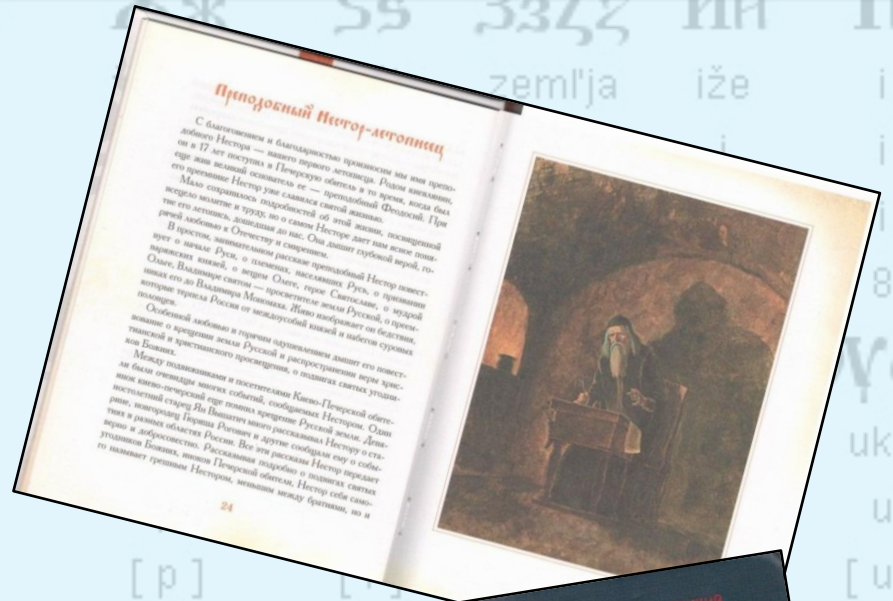 zeml'ja iže i
i
i
8
uk
u
[ p ] [ u
Преподобный Нестор-летописец
С благоговением и благодарностью произносим мы имя препо-
добного Нестора — нашего первого летописца. Родом киевлянин,
он в 17 лет поступил в Печерскую обитель в то время, когда был
еще жив великий основатель ее — преподобный Феодосий. При
его преемнике Нестор уже славился святой жизнью.
Мало сохранилось подробностей об этой жизни, посвященной
всецело молитве и труду, но о самом Несторе дает нам ясное поня-
тие его летопись, дошедшая до нас. Она дышит глубокой верой, го-
рячей любовью к Отечеству и смирением.
В простом, занимательном рассказе преподобный Нестор повест-
вует о начале Руси, о племенах, населявших Русь, о призвании
варяжских князей, о вещем Олеге, герое Святославе, о мудрой
Ольге, Владимире святом — просветителе земли Русской, о преем-
никах его до Владимира Мономаха. Живо изображает он бедствия,
которые терпела Россия от междоусобий князей и набегов суровых
половцев.
Особенной любовью и горячим одушевлением дышит его повест-
вование о крещении земли Русской и распространении веры хрис-
тианской и христианского просвещения, о подвигах святых угодни-
ков Божиих.
Между подвижниками и посетителями Киево-Печерской обите-
ли были очевидцы многих событий, сообщаемых Нестором. Один
инок киево-печерский еще помнил крещение Русской земли. Девя-
ностолетний старец Ян Вышатич много рассказывал Нестору о ста-
рине, новгородец Гюрята Рогович и другие сообщали ему о собы-
тиях в разных областях России. Все эти рассказы Нестор передает
верно и добросовестно. Рассказывая подробно о подвигах святых
угодников Божиих, иноков Печерской обители, Нестор себя само-
го называет грешным Нестором, меньшим между братиями, но и
24